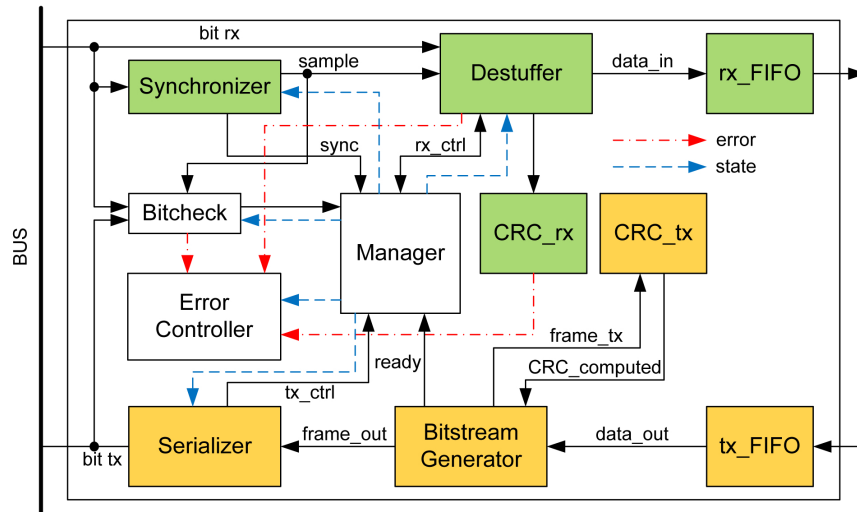 bit rx
sample
Synchronizer
Destuffer
data_in
rx_FIFO
sync
rx_ctrl
error
state
Bitcheck
Manager
CRC_rx
CRC_tx
BUS
Error
Controller
frame_tx
ready
CRC_computed
tx_ctrl
Serializer
frame_out
Bitstream
Generator
data_out
tx_FIFO
bit tx